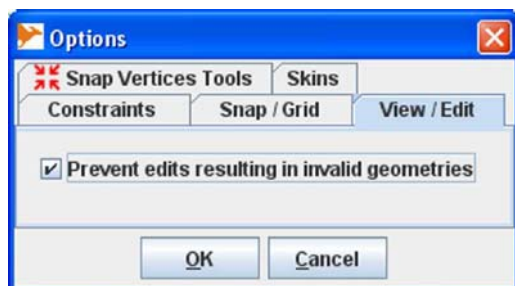 Options
Snap Vertices Tools Skins
Constraints Snap / Grid View / Edit
Prevent edits resulting in invalid geometries
OK Cancel